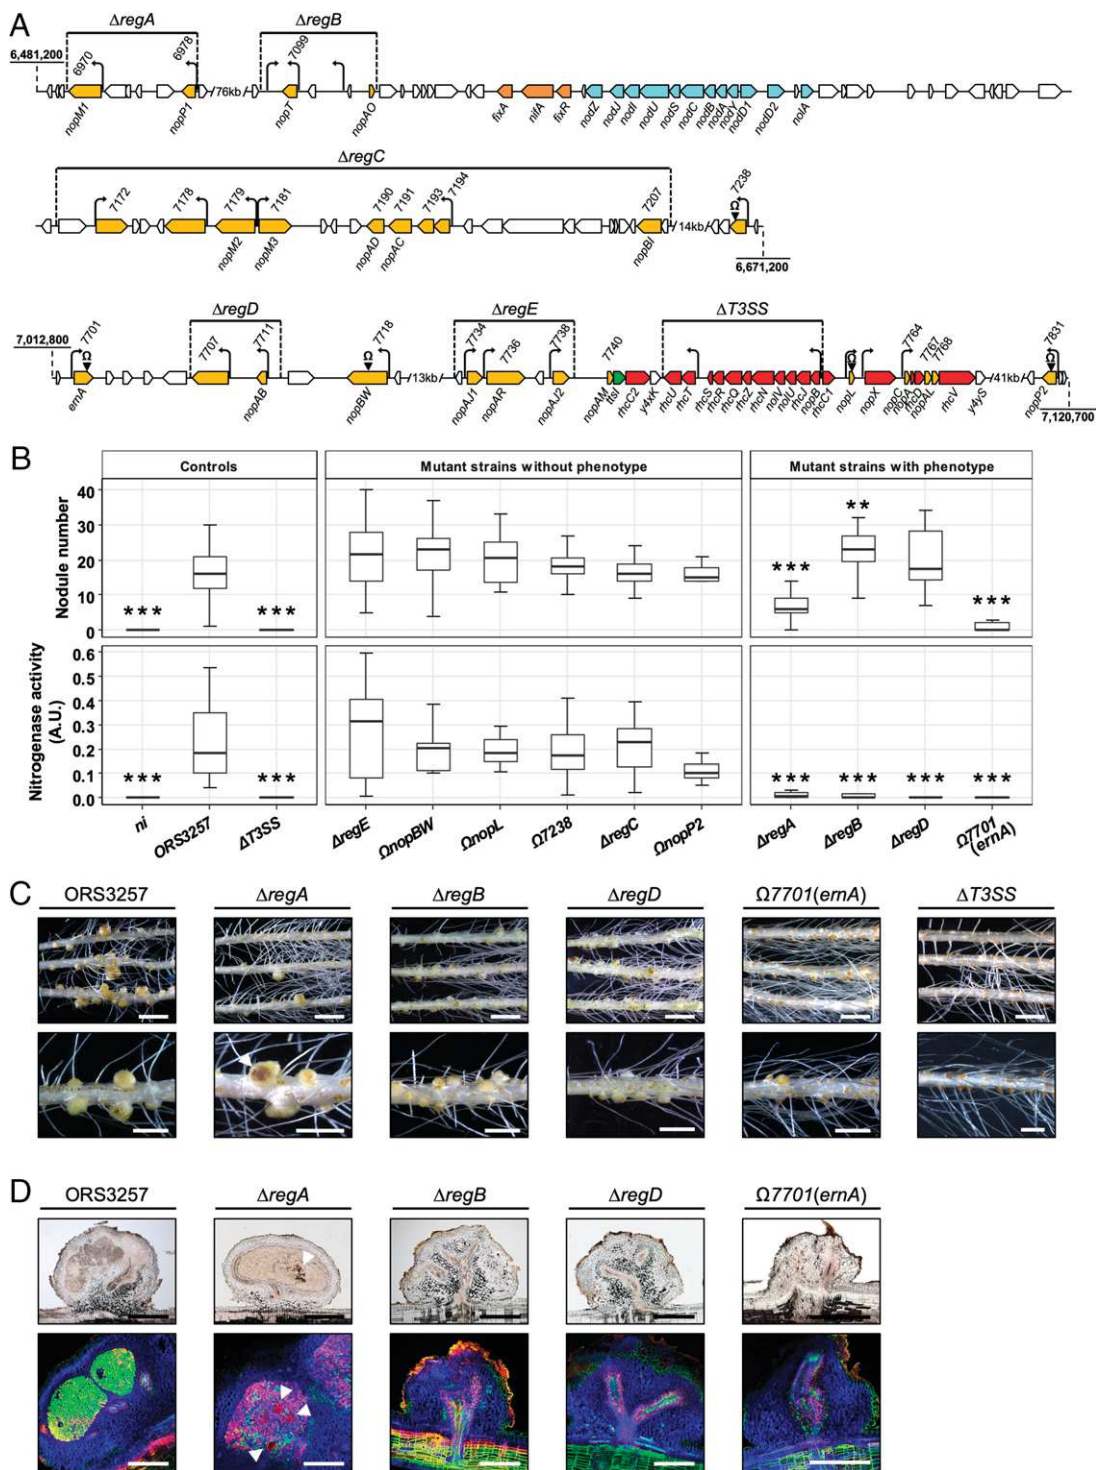 A
ΔregA
ΔregB
6,481,200
6970
6978
7099
76kb
nopM1
nopP1
nopT
nopAO
fixA
nifA
fixR
nodZ
nolJ
nodI
nodU
nodS
nodC
nodB
nodA
nodY
nodD1
nodD2
nolA
ΔregC
7172
7178
7179
7181
7190
7191
7193
7194
7207
7238
Ω
14kb
nopM2
nopM3
nopAD
nopAC
nopBI
6,671,200
ΔregD
ΔregE
ΔT3SS
7,012,800
7701
7707
7711
7718
7734
7736
7738
7740
7764
7767
7768
7831
Ω
Ω
Ω
Ω
13kb
41kb
ernA
nopAB
nopBW
nopAJ1
nopAR
nopAJ2
nopAM
ttsI
rhcC2
y4xK
rhcU
rhcT
rhcS
rhcR
rhcQ
rhcZ
rhcN
nolV
nolU
rhcJ
nopB
rhcC1
nopL
nopX
nopC
nopA
rhcD
nopAL
rhcV
y4yS
nopP2
7,120,700
B
Controls
Mutant strains without phenotype
Mutant strains with phenotype
Nodule number
40
30
20
10
0
***
***
***
**
***
Nitrogenase activity
(A.U.)
0.6
0.5
0.4
0.3
0.2
0.1
0.0
***
***
***
***
***
***
ni
ORS3257
ΔT3SS
ΔregE
ΩnopBW
ΩnopL
Ω7238
ΔregC
ΩnopP2
ΔregA
ΔregB
ΔregD
Ω7701
(ernA)
C
ORS3257
ΔregA
ΔregB
ΔregD
Ω7701(ernA)
ΔT3SS
D
ORS3257
ΔregA
ΔregB
ΔregD
Ω7701(ernA)